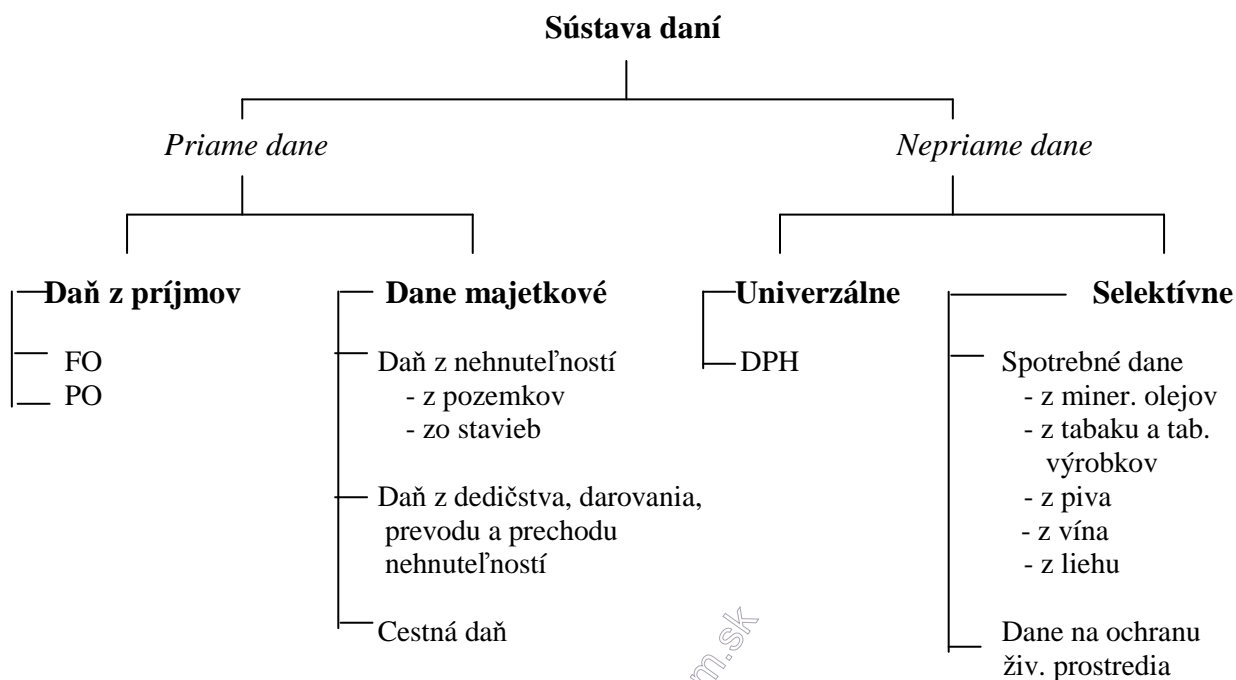 Sústava daní
Priame dane
Nepriame dane
Daň z príjmov
FO
PO
Dane majetkové
Daň z nehnuteľností
- z pozemkov
- zo stavieb
Daň z dedičstva, darovania,
prevodu a prechodu
nehnuteľností
Cestná daň
Univerzálne
DPH
Selektívne
Spotrebné dane
- z miner. olejov
- z tabaku a tab.
výrobkov
- z piva
- z vína
- z liehu
Dane na ochranu
živ. prostredia
m.sk